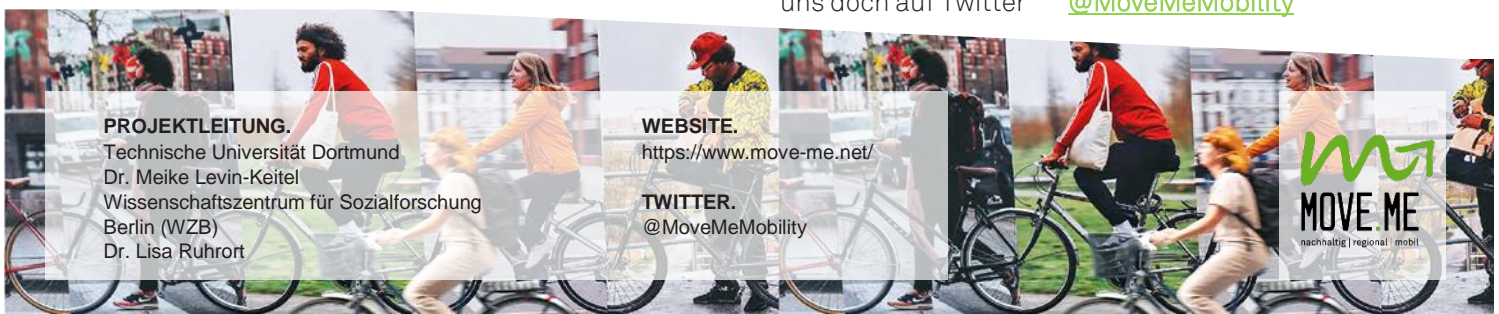 uns doch auf Twitter @MoveMeMobility
PROJEKTLEITUNG.
Technische Universität Dortmund
Dr. Meike Levin-Keitel
Wissenschaftszentrum für Sozialforschung
Berlin (WZB)
Dr. Lisa Ruhrort
WEBSITE.
https://www.move-me.net/
TWITTER.
@MoveMeMobility
MOVE.ME
nachhaltig | regional | mobil